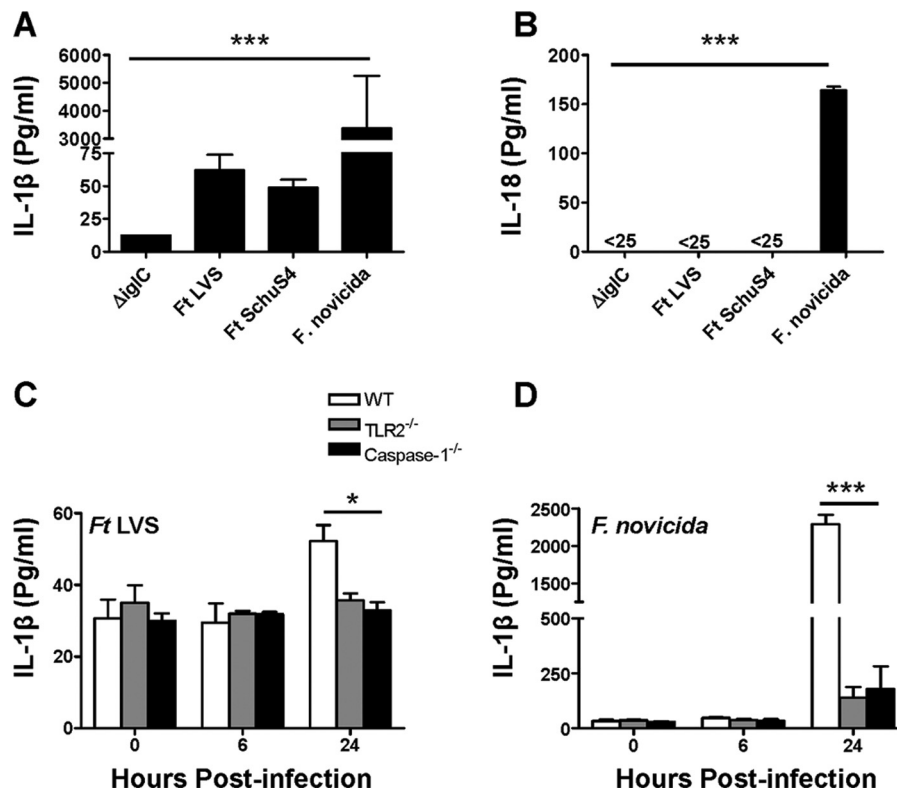 A
***
IL-1β (Pg/ml)
6000
5000
4000
3000
75
50
25
0
ΔiglC
Ft LVS
Ft SchuS4
F. novicida
B
***
IL-18 (Pg/ml)
200
150
100
50
0
<25
<25
<25
ΔiglC
Ft LVS
Ft SchuS4
F. novicida
C
WT
TLR2-/-
Caspase-1-/-
Ft LVS
*
IL-1β (Pg/ml)
60
40
20
0
0 6 24
Hours Post-infection
D
F. novicida
***
IL-1β (Pg/ml)
2500
2000
1500
500
250
0
0 6 24
Hours Post-infection